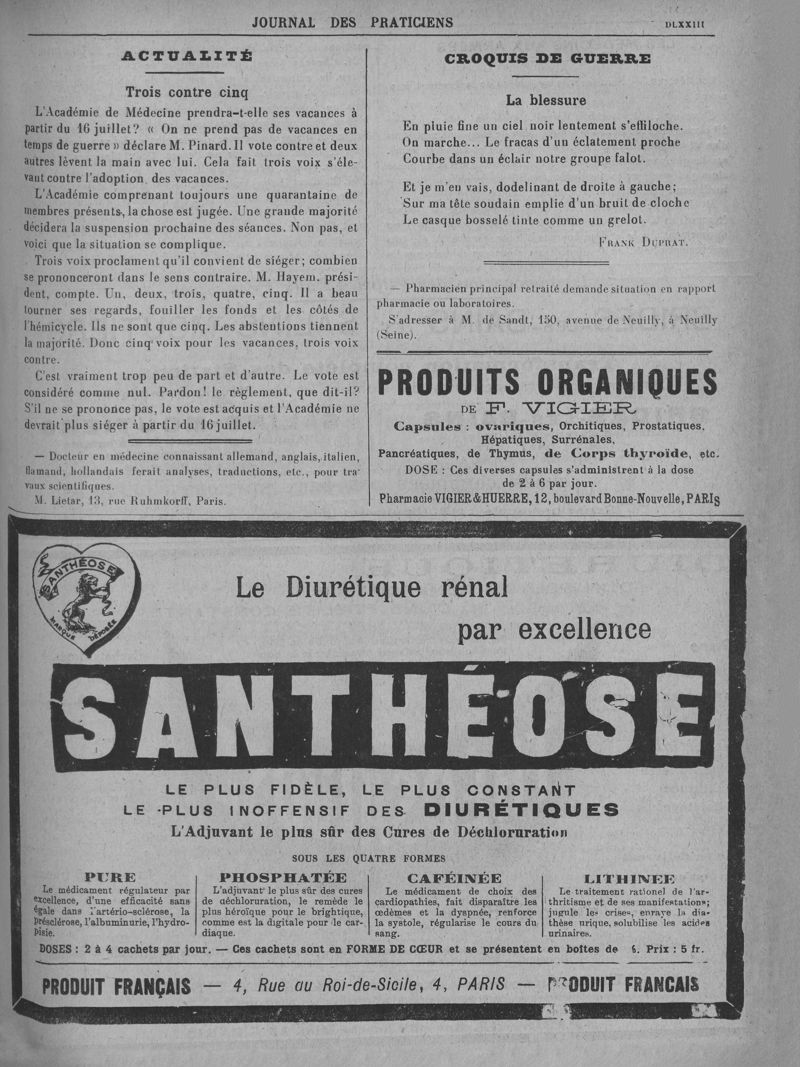 JOURNAL DES PRATICIENS
DLXXIII
ACTUALITÉ
Trois contre cinq
L'Académie de Médecine prendra-t-elle ses vacances à
partir du 16 juillet? « On ne prend pas de vacances en
temps de guerre » déclare M. Pinard. Il vote contre et deux
autres lèvent la main avec lui. Cela fait trois voix s'éle-
vant contre l'adoption des vacances.
L'Académie comprenant toujours une quarantaine de
membres présents, la chose est jugée. Une grande majorité
décidera la suspension prochaine des séances. Non pas, et
voici que la situation se complique.
Trois voix proclament qu'il convient de siéger; combien
se prononceront dans le sens contraire. M. Hayem, prési-
dent, compte. Un, deux, trois, quatre, cinq. Il a beau
tourner ses regards, fouiller les fonds et les côtés de
l'hémicycle. Ils ne sont que cinq. Les abstentions tiennent
la majorité. Donc cinq voix pour les vacances, trois voix
contre.
C'est vraiment trop peu de part et d'autre. Le vote est
considéré comme nul. Pardon! le règlement, que dit-il?
S'il ne se prononce pas, le vote est acquis et l'Académie ne
devrait plus siéger à partir du 16 juillet.
— Docteur en médecine connaissant allemand, anglais, italien,
flamand, hollandais ferait analyses, traductions, etc., pour tra-
vaux scientifiques.
M. Lietar, 13, rue Ruhmkorff, Paris.
CROQUIS DE GUERRE
La blessure
En pluie fine un ciel noir lentement s'effiloche.
On marche... Le fracas d'un éclatement proche
Courbe dans un éclair notre groupe falot.
Et je m'en vais, dodelinant de droite à gauche;
Sur ma tête soudain emplie d'un bruit de cloche
Le casque bosselé tinte comme un grelot.
FRANK DUPRAT.
— Pharmacien principal retraité demande situation en rapport
pharmacie ou laboratoires.
S'adresser à M. de Sandt, 150, avenue de Neuilly, à Neuilly
(Seine).
PRODUITS ORGANIQUES
DE F. VIGIER
Capsules : ovariques, Orchitiques, Prostatiques,
Hépatiques, Surrénales,
Pancréatiques, de Thymus, de Corps thyroïde, etc.
DOSE : Ces diverses capsules s'administrent à la dose
de 2 à 6 par jour.
Pharmacie VIGIER & HUERRE, 12, boulevard Bonne-Nouvelle, PARIS
SANTHÉOSE
MARQUE DÉPOSÉE
Le Diurétique rénal
par excellence
SANTHÉOSE
LE PLUS FIDÈLE, LE PLUS CONSTANT
LE PLUS INOFFENSIF DES DIURÉTIQUES
L'Adjuvant le plus sûr des Cures de Déchloruration
SOUS LES QUATRE FORMES
PURE
Le médicament régulateur par
excellence, d'une efficacité sans
égale dans l'artério-sclérose, la
présclérose, l'albuminurie, l'hydro-
pisie.
PHOSPHATÉE
L'adjuvant le plus sûr des cures
de déchloruration, le remède le
plus héroïque pour le brightique,
comme est la digitale pour le car-
diaque.
CAFÉINÉE
Le médicament de choix des
cardiopathies, fait disparaître les
œdèmes et la dyspnée, renforce
la systole, régularise le cours du
sang.
LITHINÉE
Le traitement rationel de l'ar-
thritisme et de ses manifestations;
jugule les crises, enraye la dia-
thèse urique, solubilise les acides
urinaires.
DOSES : 2 à 4 cachets par jour. — Ces cachets sont en FORME DE CŒUR et se présentent en boîtes de Prix : 5 fr.
PRODUIT FRANÇAIS — 4, Rue du Roi-de-Sicile, 4, PARIS — PRODUIT FRANCAIS